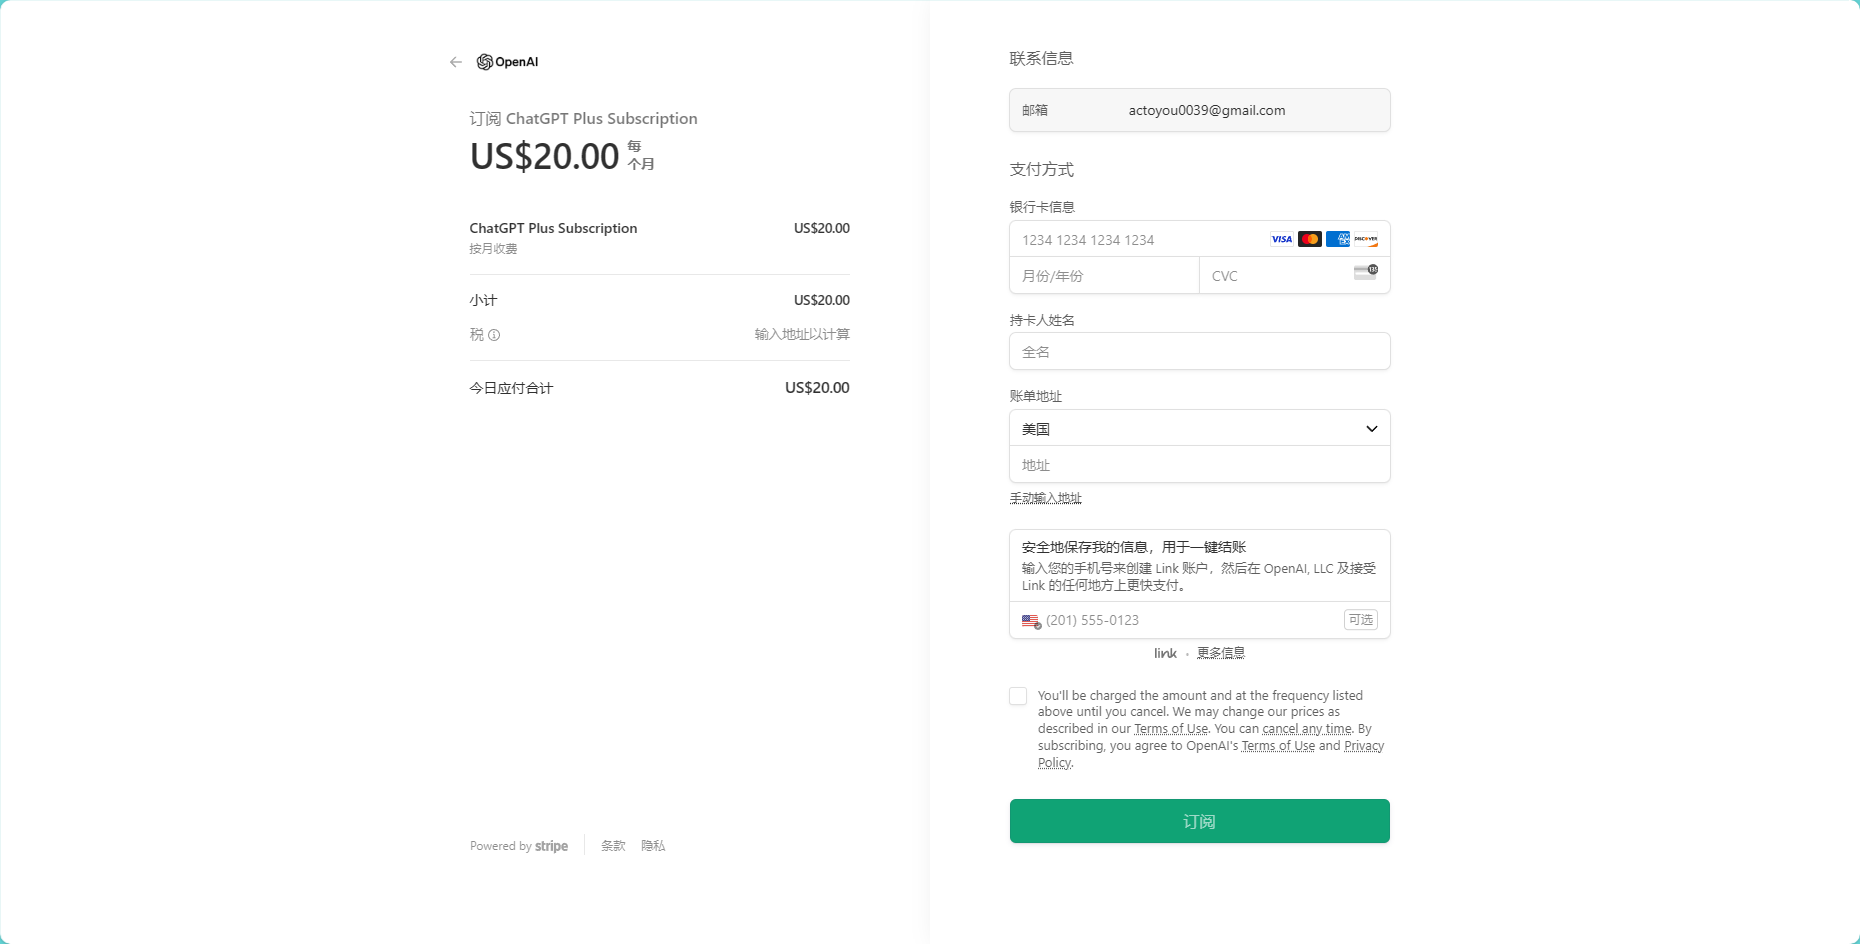 OpenAI
订阅 ChatGPT Plus Subscription
US$20.00 每
个月
ChatGPT Plus Subscription US$20.00
按月收费
小计 US$20.00
税 输入地址以计算
今日应付合计 US$20.00
Powered by stripe 条款 隐私
联系信息
邮箱 actoyou0039@gmail.com
支付方式
银行卡信息
1234 1234 1234 1234 VISA AMEX DISCOVER
月份/年份 CVC 135
持卡人姓名
全名
账单地址
美国
地址
手动输入地址
安全地保存我的信息，用于一键结账
输入您的手机号来创建 Link 账户，然后在 OpenAI, LLC 及接受
Link 的任何地方上更快支付。
(201) 555-0123 可选
link · 更多信息
You'll be charged the amount and at the frequency listed
above until you cancel. We may change our prices as
described in our Terms of Use. You can cancel any time. By
subscribing, you agree to OpenAI's Terms of Use and Privacy
Policy.
订阅